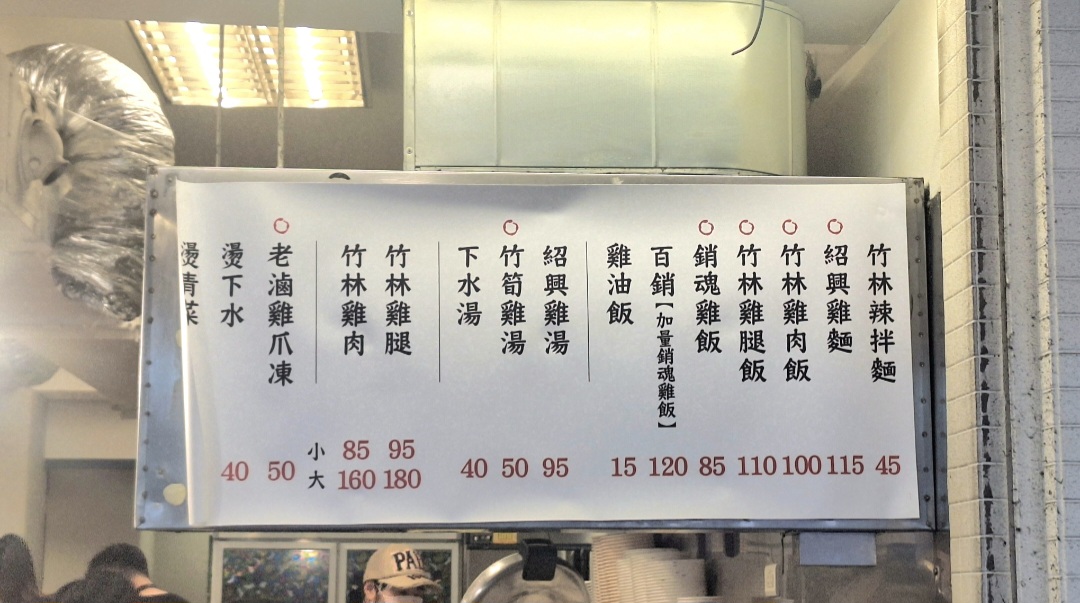 竹林辣拌麵 45
紹興雞麵 115
竹林雞肉飯 100
竹林雞腿飯 110
銷魂雞飯 85
百銷【加量銷魂雞飯】 120
雞油飯 15
紹興雞湯 95
竹筍雞湯 50
下水湯 40
竹林雞腿 95 180
竹林雞肉 85 160
小 大
老滷雞爪凍 50
燙下水 40
燙青菜
PA